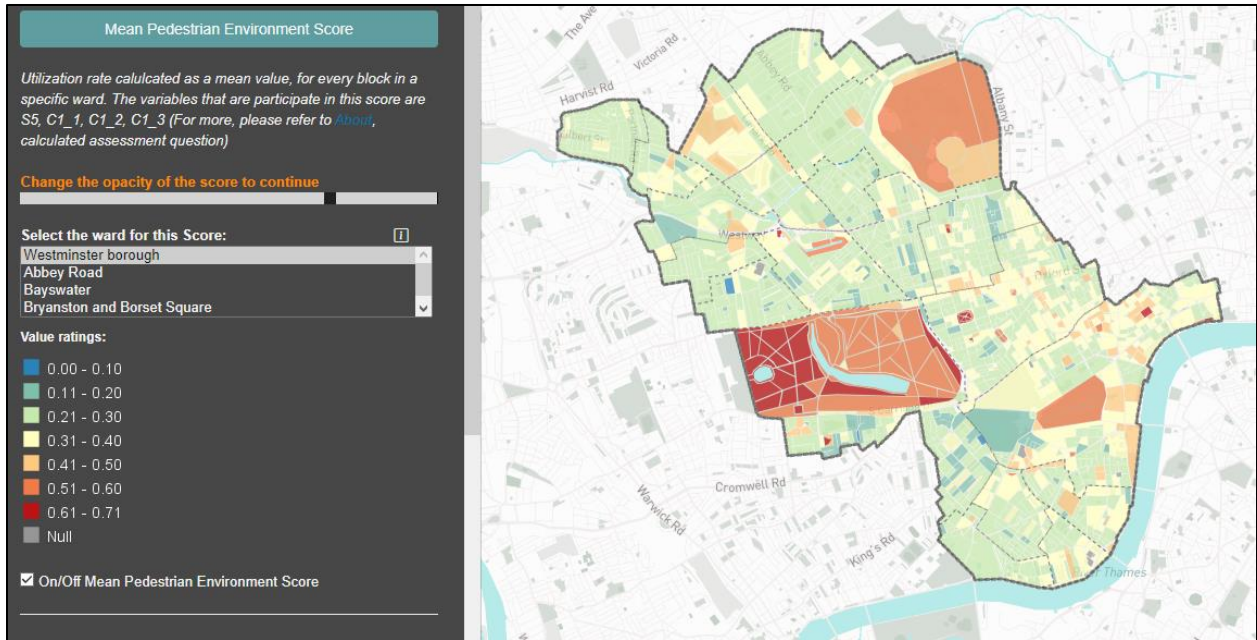 Mean Pedestrian Environment Score
Utilization rate calulcated as a mean value, for every block in a
specific ward. The variables that are participate in this score are
S5, C1_1, C1_2, C1_3 (For more, please refer to About,
calculated assessment question)
Change the opacity of the score to continue
Select the ward for this Score:
i
Westminster borough
Abbey Road
Bayswater
Bryanston and Borset Square
Value ratings:
0.00 - 0.10
0.11 - 0.20
0.21 - 0.30
0.31 - 0.40
0.41 - 0.50
0.51 - 0.60
0.61 - 0.71
Null
On/Off Mean Pedestrian Environment Score
The Ave
Victoria Rd
Abbey Rd
Harvist Rd
Albany St
Oxford St
Cromwell Rd
Warwick Rd
King's Rd
River Thames